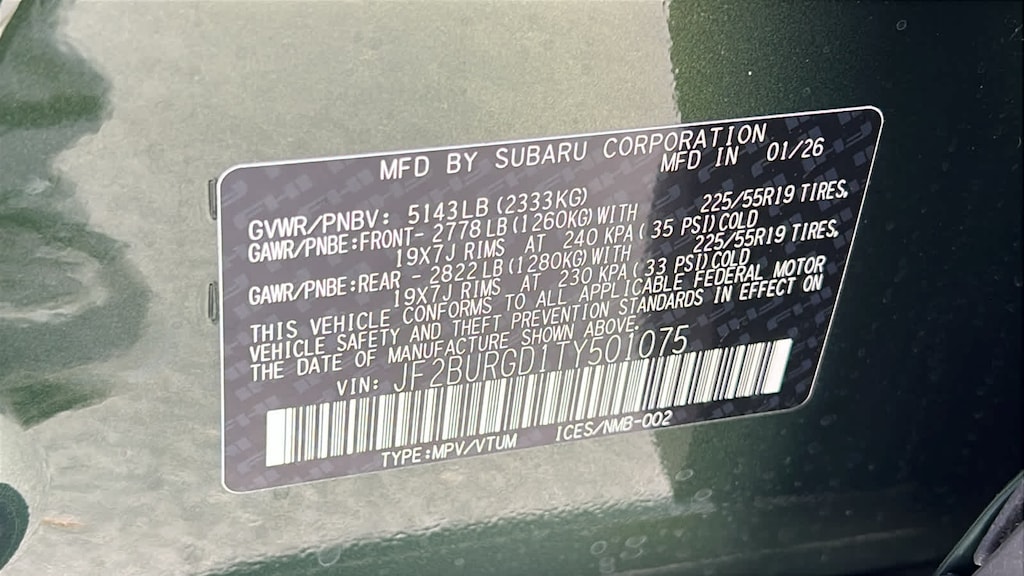 MFD BY SUBARU CORPORATION
MFD IN 01/26
GVWR/PNBV: 5143LB(2333KG)
GAWR/PNBE:FRONT- 2778LB(1260KG)WITH 225/55R19 TIRES,
19X7J RIMS AT 240 KPA(35 PSI)COLD
GAWR/PNBE:REAR - 2822LB(1280KG)WITH 225/55R19 TIRES,
19X7J RIMS AT 230 KPA(33 PSI)COLD
THIS VEHICLE CONFORMS TO ALL APPLICABLE FEDERAL MOTOR
VEHICLE SAFETY AND THEFT PREVENTION STANDARDS IN EFFECT ON
THE DATE OF MANUFACTURE SHOWN ABOVE.
VIN: JF2BURGD1TY501075
TYPE:MPV/VTUM ICES/NMB-002